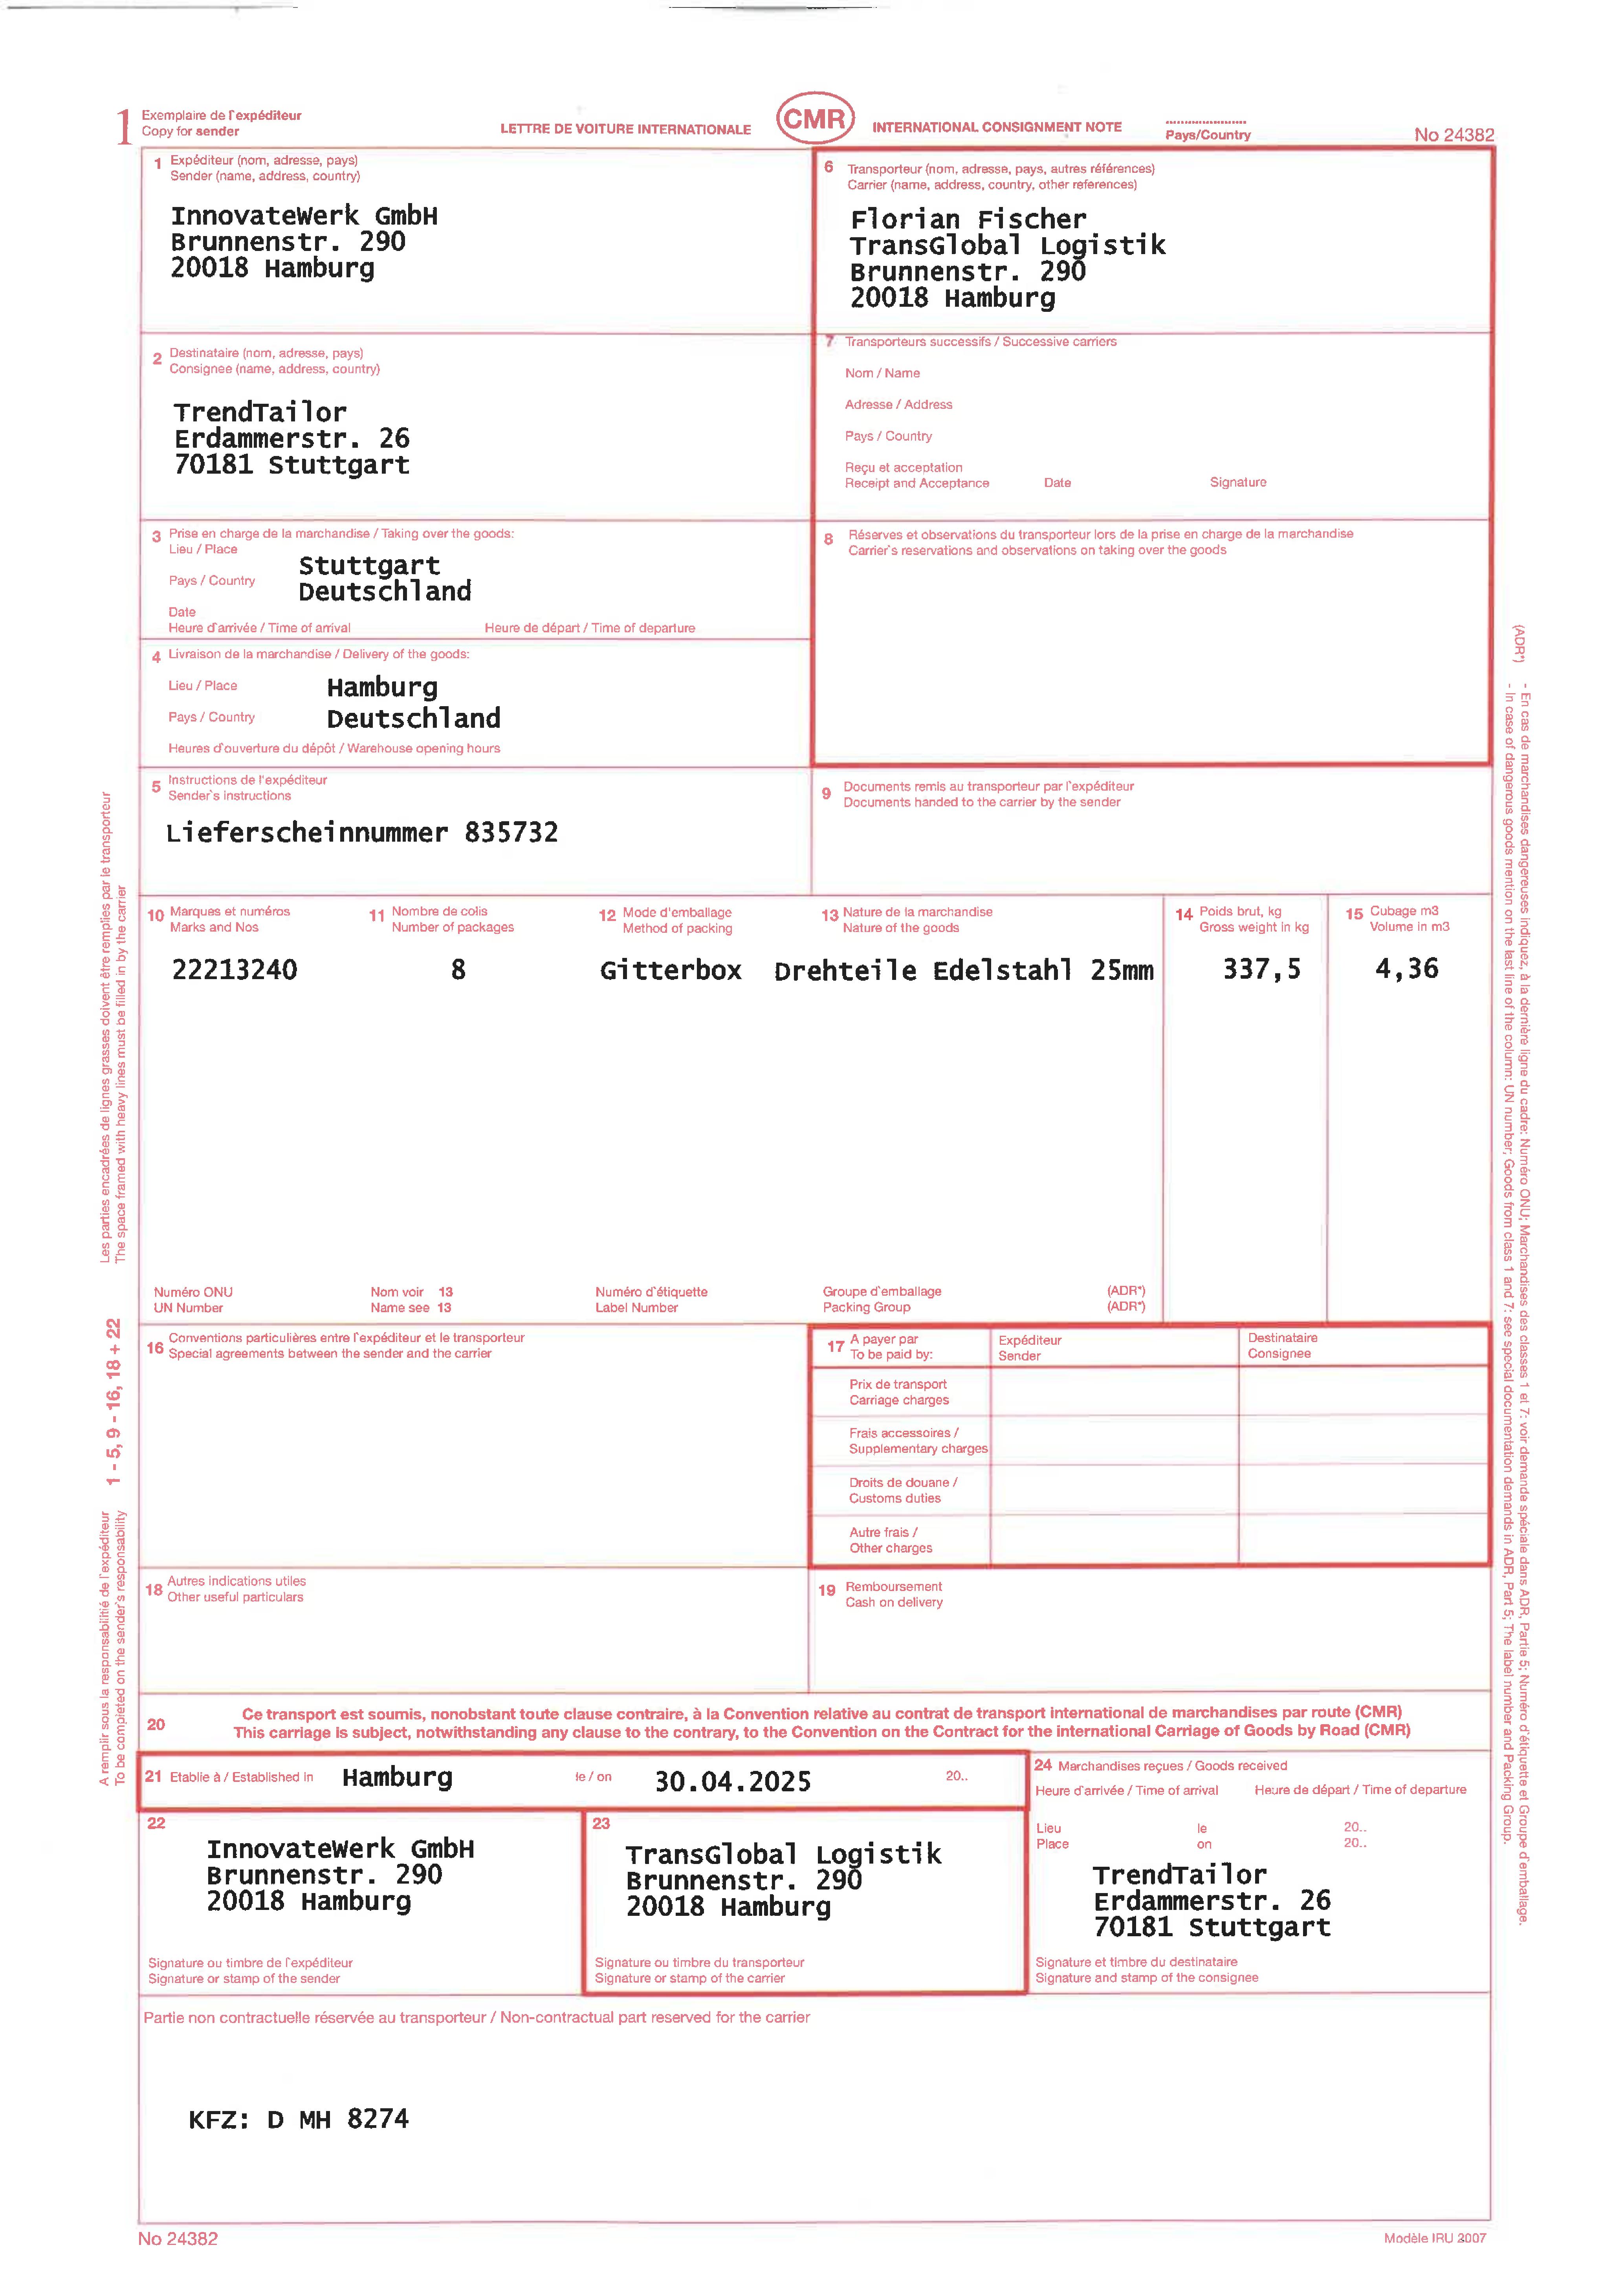 1 Exemplaire de l'expéditeur
Copy for sender
LETTRE DE VOITURE INTERNATIONALE CMR INTERNATIONAL CONSIGNMENT NOTE
Pays/Country
No 24382
1 Expéditeur (nom, adresse, pays)
Sender (name, address, country)
InnovateWerk GmbH
Brunnenstr. 290
20018 Hamburg
6 Transporteur (nom, adresse, pays, autres références)
Carrier (name, address, country, other references)
Florian Fischer
TransGlobal Logistik
Brunnenstr. 290
20018 Hamburg
2 Destinataire (nom, adresse, pays)
Consignee (name, address, country)
TrendTailor
Erdammerstr. 26
70181 Stuttgart
7 Transporteurs successifs / Successive carriers
Nom / Name
Adresse / Address
Pays / Country
Reçu et acceptation
Receipt and Acceptance Date Signature
3 Prise en charge de la marchandise / Taking over the goods:
Lieu / Place Stuttgart
Pays / Country Deutschland
Date
Heure d'arrivée / Time of arrival Heure de départ / Time of departure
8 Réserves et observations du transporteur lors de la prise en charge de la marchandise
Carrier's reservations and observations on taking over the goods
4 Livraison de la marchandise / Delivery of the goods:
Lieu / Place Hamburg
Pays / Country Deutschland
Heures d'ouverture du dépôt / Warehouse opening hours
5 Instructions de l'expéditeur
Sender's instructions
Lieferscheinnummer 835732
9 Documents remis au transporteur par l'expéditeur
Documents handed to the carrier by the sender
10 Marques et numéros
Marks and Nos
22213240
11 Nombre de colis
Number of packages
8
12 Mode d'emballage
Method of packing
Gitterbox
13 Nature de la marchandise
Nature of the goods
Drehteile Edelstahl 25mm
14 Poids brut, kg
Gross weight in kg
337,5
15 Cubage m3
Volume in m3
4,36
Numéro ONU Nom voir 13 Numéro d'étiquette Groupe d'emballage (ADR*)
UN Number Name see 13 Label Number Packing Group (ADR*)
16 Conventions particulières entre l'expéditeur et le transporteur
Special agreements between the sender and the carrier
17 A payer par Expéditeur Destinataire
To be paid by: Sender Consignee
Prix de transport
Carriage charges
Frais accessoires /
Supplementary charges
Droits de douane /
Customs duties
Autre frais /
Other charges
18 Autres indications utiles
Other useful particulars
19 Remboursement
Cash on delivery
20 Ce transport est soumis, nonobstant toute clause contraire, à la Convention relative au contrat de transport international de marchandises par route (CMR)
This carriage is subject, notwithstanding any clause to the contrary, to the Convention on the Contract for the international Carriage of Goods by Road (CMR)
21 Etablie à / Established in Hamburg le / on 30.04.2025 20..
24 Marchandises reçues / Goods received
Heure d'arrivée / Time of arrival Heure de départ / Time of departure
Lieu le 20..
Place on 20..
TrendTailor
Erdammerstr. 26
70181 Stuttgart
Signature et timbre du destinataire
Signature and stamp of the consignee
22
InnovateWerk GmbH
Brunnenstr. 290
20018 Hamburg
Signature ou timbre de l'expéditeur
Signature or stamp of the sender
23
TransGlobal Logistik
Brunnenstr. 290
20018 Hamburg
Signature ou timbre du transporteur
Signature or stamp of the carrier
Partie non contractuelle réservée au transporteur / Non-contractual part reserved for the carrier
KFZ: D MH 8274
No 24382
Modèle IRU 2007
Les parties encadrées de lignes grasses doivent être remplies par le transporteur
The space framed with heavy lines must be filled in by the carrier
1 - 5, 9 - 16, 18 + 22
A remplir sous la responsabilitié de l'expéditeur
To be completed on the sender's responsability
(ADR*) - En cas de marchandises dangereuses indiquez, à la dernière ligne du cadre: Numéro ONU; Marchandises des classes 1 et 7: voir demande spéciale dans ADR, Partie 5; Numéro d'étiquette et Groupe d'emballage.
- In case of dangerous goods mention on the last line of the column: UN number; Goods from class 1 and 7: see special documentation demands in ADR, Part 5; The label number and Packing Group.